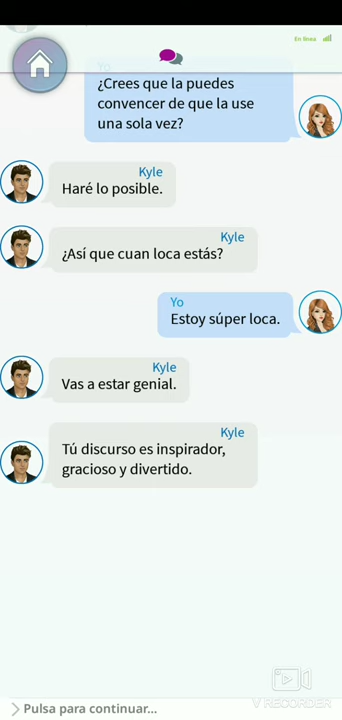 En línea
Yo
¿Crees que la puedes
convencer de que la use
una sola vez?
Kyle
Haré lo posible.
Kyle
¿Así que cuan loca estás?
Yo
Estoy súper loca.
Kyle
Vas a estar genial.
Kyle
Tú discurso es inspirador,
gracioso y divertido.
V RECORDER
Pulsa para continuar...